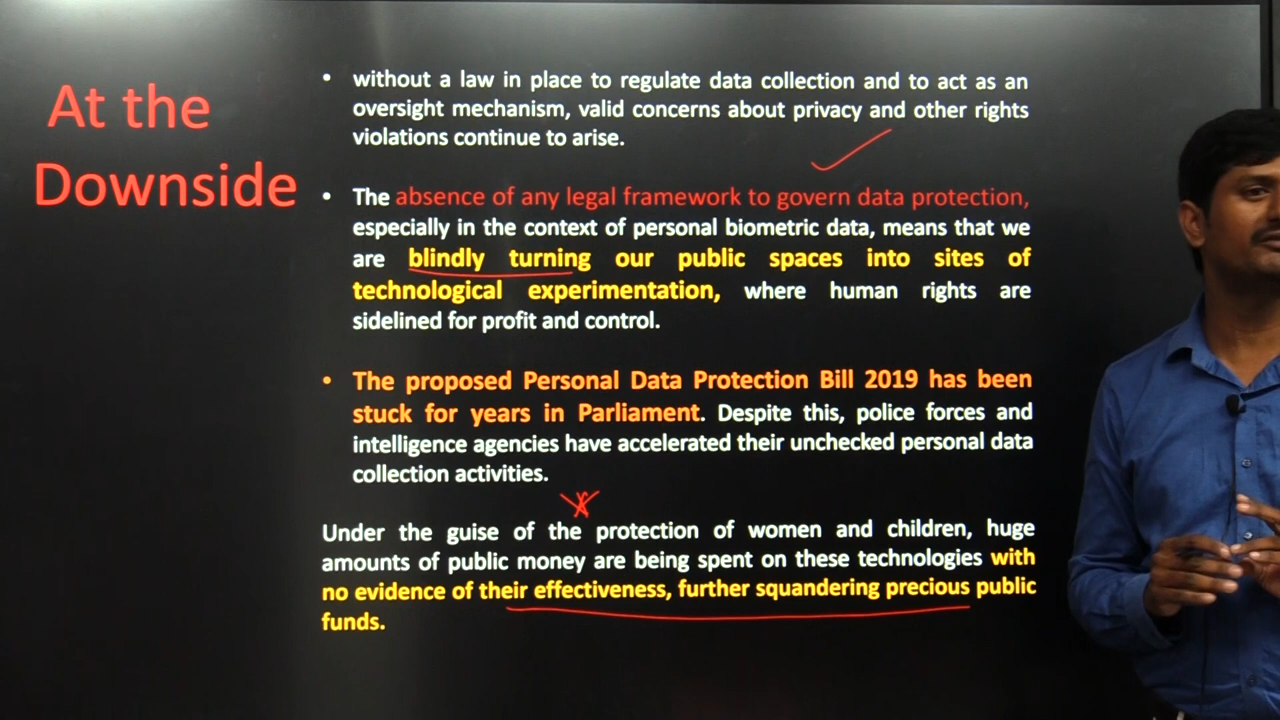 At the
Downside
• without a law in place to regulate data collection and to act as an
oversight mechanism, valid concerns about privacy and other rights
violations continue to arise.
• The absence of any legal framework to govern data protection,
especially in the context of personal biometric data, means that we
are blindly turning our public spaces into sites of
technological experimentation, where human rights are
sidelined for profit and control.
• The proposed Personal Data Protection Bill 2019 has been
stuck for years in Parliament. Despite this, police forces and
intelligence agencies have accelerated their unchecked personal data
collection activities.
Under the guise of the protection of women and children, huge
amounts of public money are being spent on these technologies with
no evidence of their effectiveness, further squandering precious public
funds.